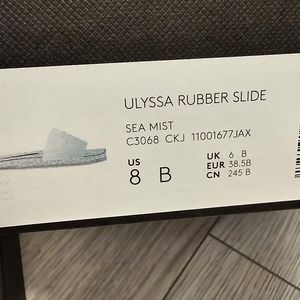 ULYSSA RUBBER SLIDE
SEA MIST
C3068 CKJ 11001677JAX
US
8 B
UK 6 B
EUR 38.5B
CN 245 B